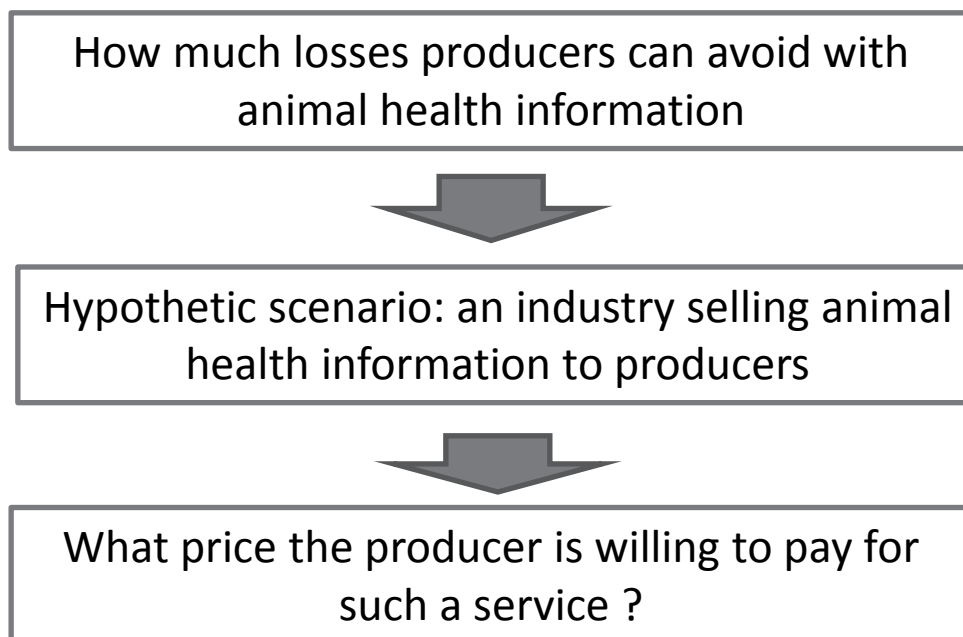 How much losses producers can avoid with
animal health information
Hypothetic scenario: an industry selling animal
health information to producers
What price the producer is willing to pay for
such a service ?